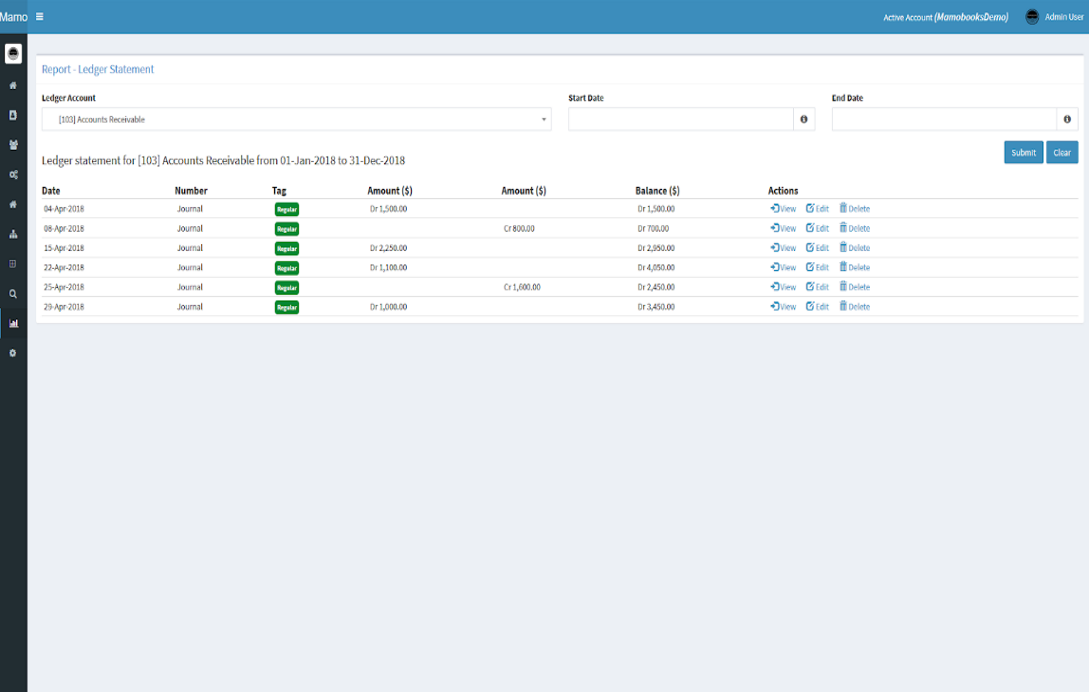 Mamo
Active Account (MamobooksDemo) Admin User
Report - Ledger Statement
Ledger Account Start Date End Date
[103] Accounts Receivable
Submit Clear
Ledger statement for [103] Accounts Receivable from 01-Jan-2018 to 31-Dec-2018
Date Number Tag Amount ($) Amount ($) Balance ($) Actions
04-Apr-2018 Journal Regular Dr 1,500.00 Dr 1,500.00 View Edit Delete
08-Apr-2018 Journal Regular Cr 800.00 Dr 700.00 View Edit Delete
15-Apr-2018 Journal Regular Dr 2,250.00 Dr 2,950.00 View Edit Delete
22-Apr-2018 Journal Regular Dr 1,100.00 Dr 4,050.00 View Edit Delete
25-Apr-2018 Journal Regular Cr 1,600.00 Dr 2,450.00 View Edit Delete
29-Apr-2018 Journal Regular Dr 1,000.00 Dr 3,450.00 View Edit Delete